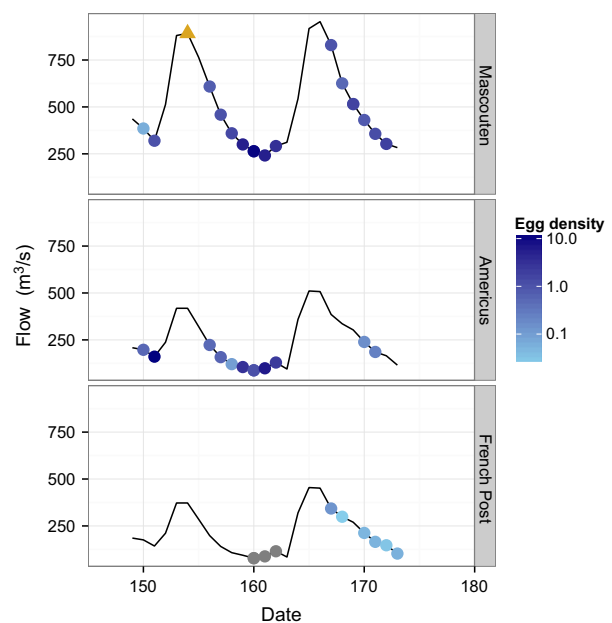 750
500
250
Mascouten
750
500
250
Americus
750
500
250
French Post
150
160
170
180
Date
Flow (m³/s)
Egg density
10.0
1.0
0.1